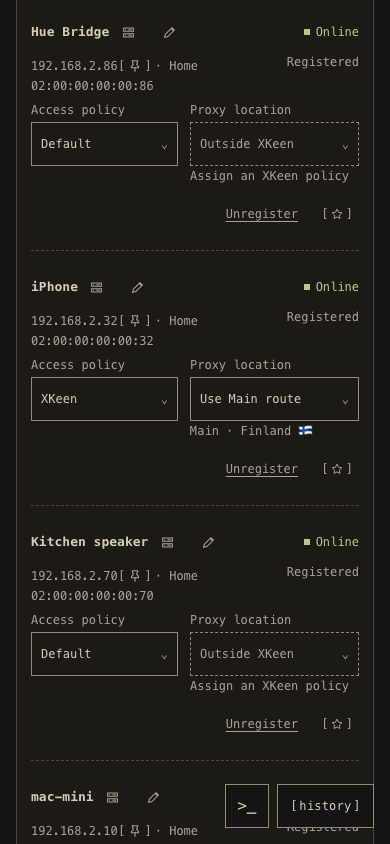 Hue Bridge
Online
192.168.2.86[ ]· Home
Registered
02:00:00:00:00:86
Access policy
Proxy location
Default
Outside XKeen
Assign an XKeen policy
Unregister
[☆]
iPhone
Online
192.168.2.32[ ]· Home
Registered
02:00:00:00:00:32
Access policy
Proxy location
XKeen
Use Main route
Main · Finland 🇫🇮
Unregister
[☆]
Kitchen speaker
Online
192.168.2.70[ ]· Home
Registered
02:00:00:00:00:70
Access policy
Proxy location
Default
Outside XKeen
Assign an XKeen policy
Unregister
[☆]
mac-mini
>_
[history]
192.168.2.10[ ]· Home
Registered